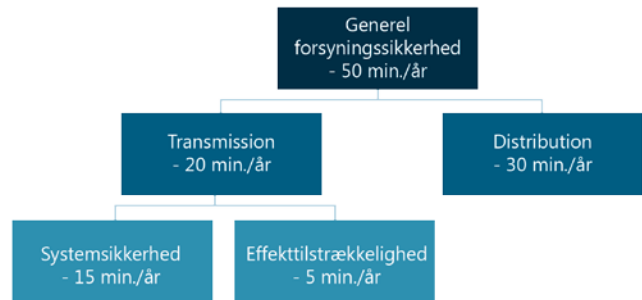 Generel
forsyningssikkerhed
- 50 min./år
Transmission
- 20 min./år
Distribution
- 30 min./år
Systemsikkerhed
- 15 min./år
Effekttilstrækkelighed
- 5 min./år